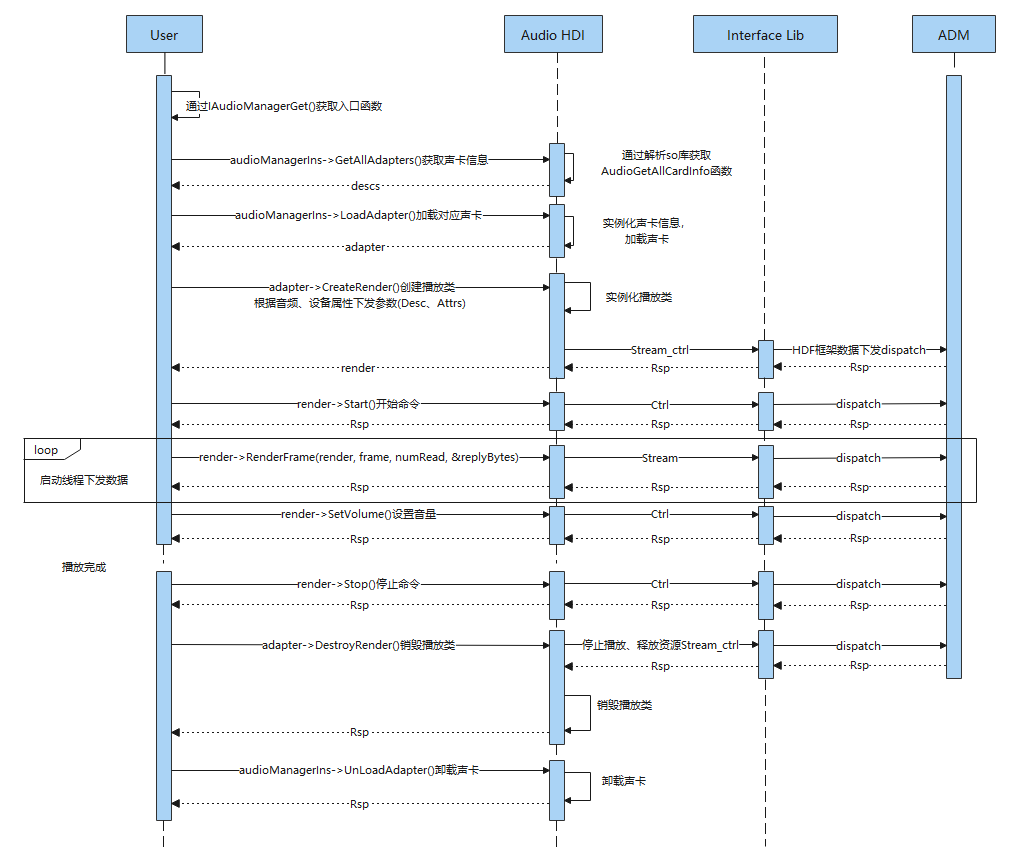 User
Audio HDI
Interface Lib
ADM
通过IAudioManagerGet()获取入口函数
audioManagerIns->GetAllAdapters()获取声卡信息
通过解析so库获取
AudioGetAllCardInfo函数
descs
audioManagerIns->LoadAdapter()加载对应声卡
实例化声卡信息，
加载声卡
adapter
adapter->CreateRender()创建播放类
根据音频、设备属性下发参数(Desc、Attrs)
实例化播放类
Stream_ctrl
HDF框架数据下发dispatch
render
Rsp
Rsp
render->Start()开始命令
Ctrl
dispatch
Rsp
Rsp
Rsp
loop
启动线程下发数据
render->RenderFrame(render, frame, numRead, &replyBytes)
Stream
dispatch
Rsp
Rsp
Rsp
render->SetVolume()设置音量
Ctrl
dispatch
Rsp
Rsp
Rsp
播放完成
render->Stop()停止命令
Ctrl
dispatch
Rsp
Rsp
Rsp
adapter->DestroyRender()销毁播放类
停止播放、释放资源Stream_ctrl
dispatch
Rsp
Rsp
销毁播放类
Rsp
audioManagerIns->UnLoadAdapter()卸载声卡
卸载声卡
Rsp